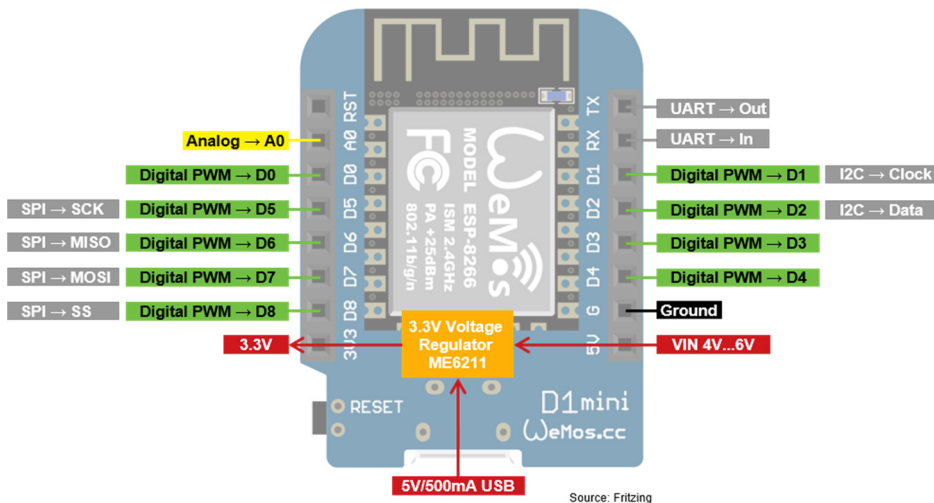 RST
TX
UART → Out
Analog → A0
A0
RX
UART → In
Digital PWM → D0
D0
D1
Digital PWM → D1
I2C → Clock
SPI → SCK
Digital PWM → D5
D5
D2
Digital PWM → D2
I2C → Data
SPI → MISO
Digital PWM → D6
D6
D3
Digital PWM → D3
SPI → MOSI
Digital PWM → D7
D7
D4
Digital PWM → D4
SPI → SS
Digital PWM → D8
D8
G
Ground
3.3V
3V3
5V
VIN 4V...6V
WeMos
MODEL ESP-8266
ISM 2-4GHz
PA +25dBm
802.11b/g/n
FCC
3.3V Voltage
Regulator
ME6211
RESET
D1mini
WeMos.cc
5V/500mA USB
Source: Fritzing